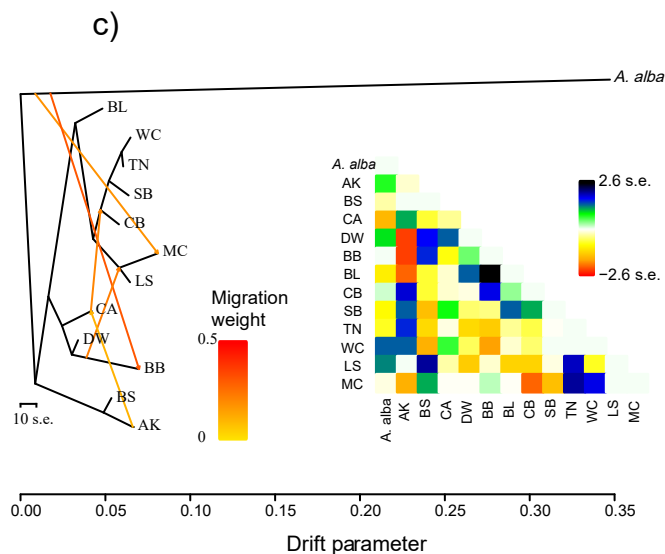 c)
A. alba
BL
WC
TN
SB
CB
MC
LS
CA
DW
BB
BS
AK
10 s.e.
Migration
weight
0.5
0
A. alba
AK
BS
CA
DW
BB
BL
CB
SB
TN
WC
LS
MC
A. alba
AK
BS
CA
DW
BB
BL
CB
SB
TN
WC
LS
MC
2.6 s.e.
−2.6 s.e.
0.00 0.05 0.10 0.15 0.20 0.25 0.30 0.35
Drift parameter